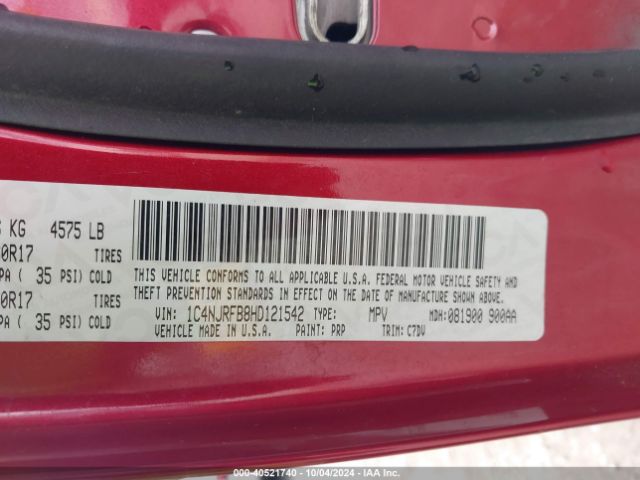 KG 4575 LB
0R17 TIRES
PA ( 35 PSI) COLD
0R17 TIRES
PA ( 35 PSI) COLD
THIS VEHICLE CONFORMS TO ALL APPLICABLE U.S.A. FEDERAL MOTOR VEHICLE SAFETY AND
THEFT PREVENTION STANDARDS IN EFFECT ON THE DATE OF MANUFACTURE SHOWN ABOVE.
VIN: 1C4NJRFB8HD121542 TYPE: MPV MDH: 081900 900AA
VEHICLE MADE IN U.S.A. PAINT: PRP TRIM: C7DV
000-40521740 - 10/04/2024 - IAA Inc.